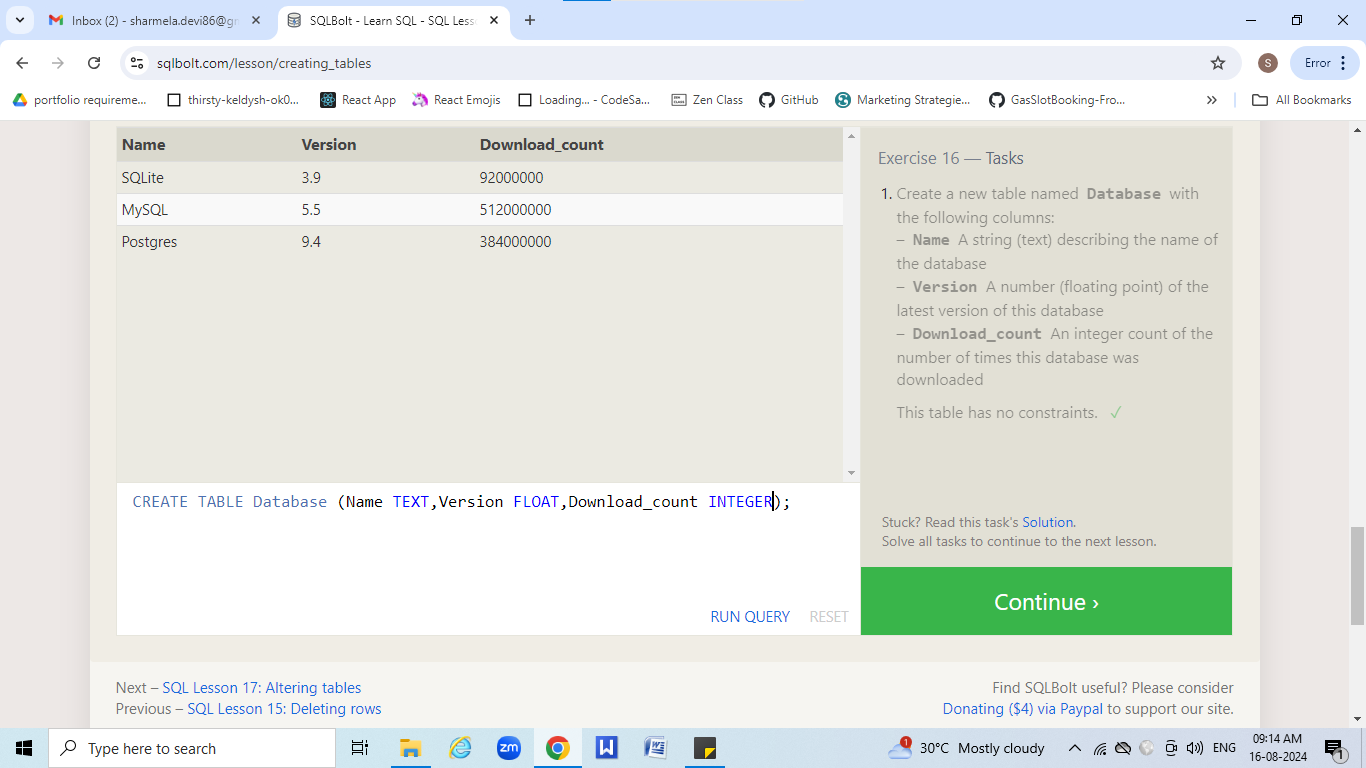 Inbox (2) - sharmela.devi86@gr
SQLBolt - Learn SQL - SQL Less
sqlbolt.com/lesson/creating_tables
S
Error
portfolio requireme...
thirsty-keldysh-ok0...
React App
React Emojis
Loading... - CodeSa...
Zen Class
GitHub
Marketing Strategie...
GasSlotBooking-Fro...
All Bookmarks
Name Version Download_count
SQLite 3.9 92000000
MySQL 5.5 512000000
Postgres 9.4 384000000
CREATE TABLE Database (Name TEXT,Version FLOAT,Download_count INTEGER);
RUN QUERY RESET
Exercise 16 — Tasks
1. Create a new table named Database with
the following columns:
– Name A string (text) describing the name of
the database
– Version A number (floating point) of the
latest version of this database
– Download_count An integer count of the
number of times this database was
downloaded
This table has no constraints. ✓
Stuck? Read this task's Solution.
Solve all tasks to continue to the next lesson.
Continue ›
Next – SQL Lesson 17: Altering tables
Previous – SQL Lesson 15: Deleting rows
Find SQLBolt useful? Please consider
Donating ($4) via Paypal to support our site.
Type here to search
zm
W
W
1
30°C Mostly cloudy
ENG
09:14 AM
16-08-2024
1